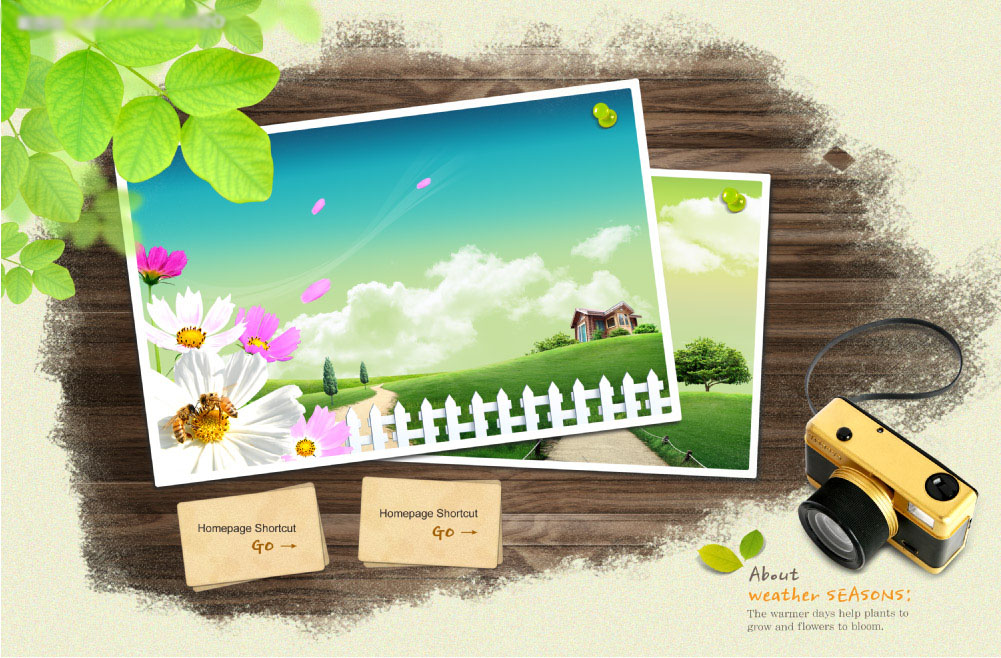 Homepage Shortcut
Go →
Homepage Shortcut
Go →
About
weather SEASONS:
The warmer days help plants to
grow and flowers to bloom.